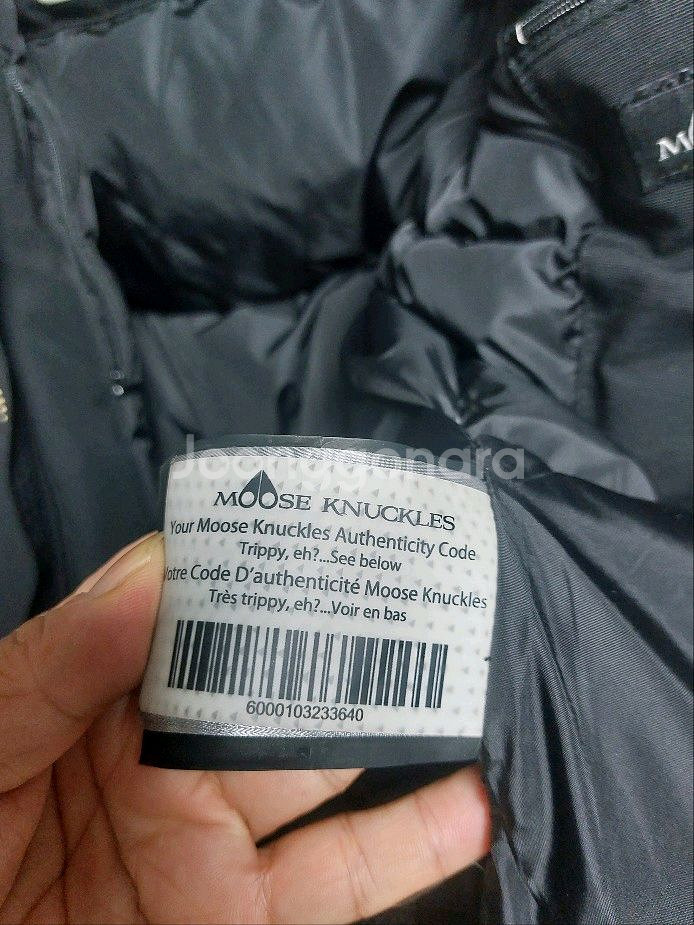 Joonggonara
MOOSE KNUCKLES
Your Moose Knuckles Authenticity Code
Trippy, eh?...See below
Votre Code D'authenticité Moose Knuckles
Très trippy, eh?...Voir en bas
6000103233640